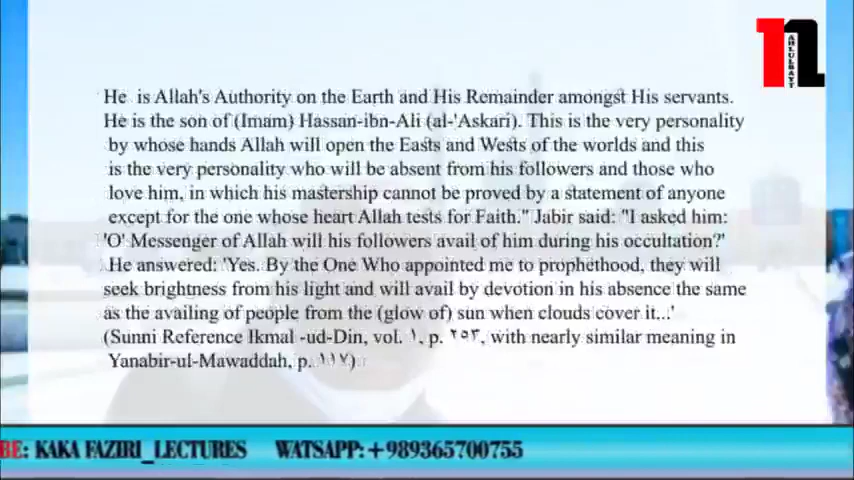 12
AHLULBAYT
He is Allah's Authority on the Earth and His Remainder amongst His servants.
He is the son of (Imam) Hassan-ibn-Ali (al-'Askari). This is the very personality
by whose hands Allah will open the Easts and Wests of the worlds and this
is the very personality who will be absent from his followers and those who
love him, in which his mastership cannot be proved by a statement of anyone
except for the one whose heart Allah tests for Faith." Jabir said: "I asked him:
'O' Messenger of Allah will his followers avail of him during his occultation?'
He answered: 'Yes. By the One Who appointed me to prophethood, they will
seek brightness from his light and will avail by devotion in his absence the same
as the availing of people from the (glow of) sun when clouds cover it...'
(Sunni Reference Ikmal -ud-Din, vol. ١, p. ٢٥٣, with nearly similar meaning in
Yanabir-ul-Mawaddah, p. ١١٧)
BE: KAKA FAZIRI_LECTURES WATSAPP:+989365700755